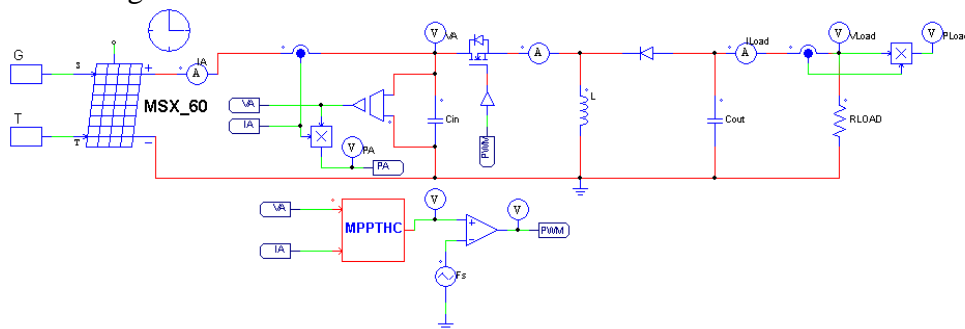 G
T
S
T
+
−
MSX_60
A
IA
VA
IA
PA
PA
V
VA
V
Cin
A
PWM
L
Cout
A
ILoad
V
VLoad
V
PLoad
RLOAD
VA
IA
MPPTHC
V
+
−
V
PWM
Fs